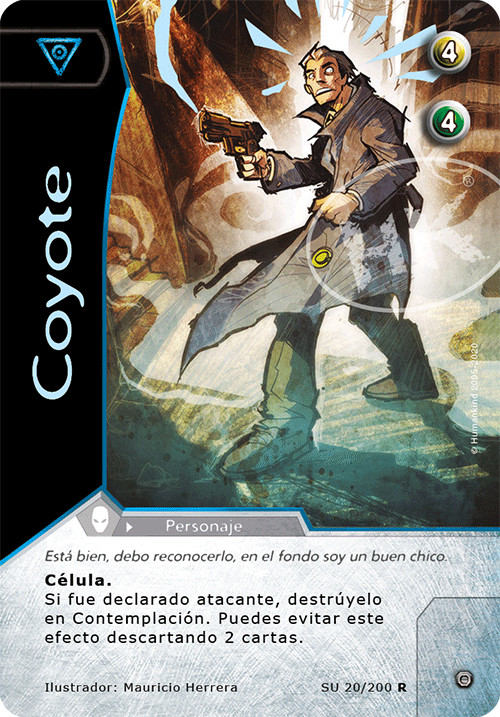 4
4
Coyote
®
© Humankind 2005-2020
Personaje
Está bien, debo reconocerlo, en el fondo soy un buen chico.
Célula.
Si fue declarado atacante, destrúyelo
en Contemplación. Puedes evitar este
efecto descartando 2 cartas.
Ilustrador: Mauricio Herrera SU 20/200 R